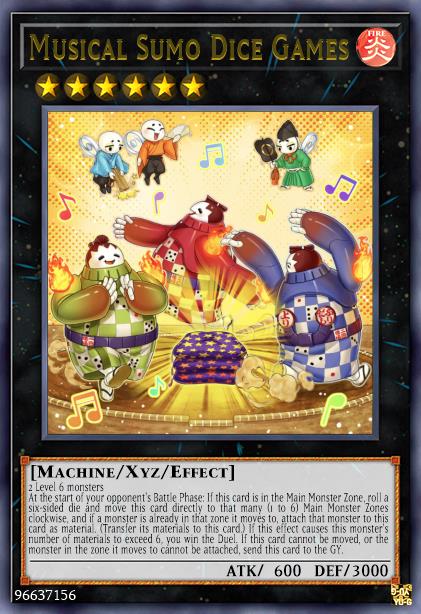 MUSICAL SUMO DICE GAMES
FIRE
炎
[MACHINE/XYZ/EFFECT]
2 Level 6 monsters
At the start of your opponent's Battle Phase: If this card is in the Main Monster Zone, roll a
six-sided die and move this card directly to that many (1 to 6) Main Monster Zones
clockwise, and if a monster is already in that zone it moves to, attach that monster to this
card as material. (Transfer its materials to this card.) If this effect causes this monster's
number of materials to exceed 6, you win the Duel. If this card cannot be moved, or the
monster in the zone it moves to cannot be attached, send this card to the GY.
ATK/ 600 DEF/3000
96637156